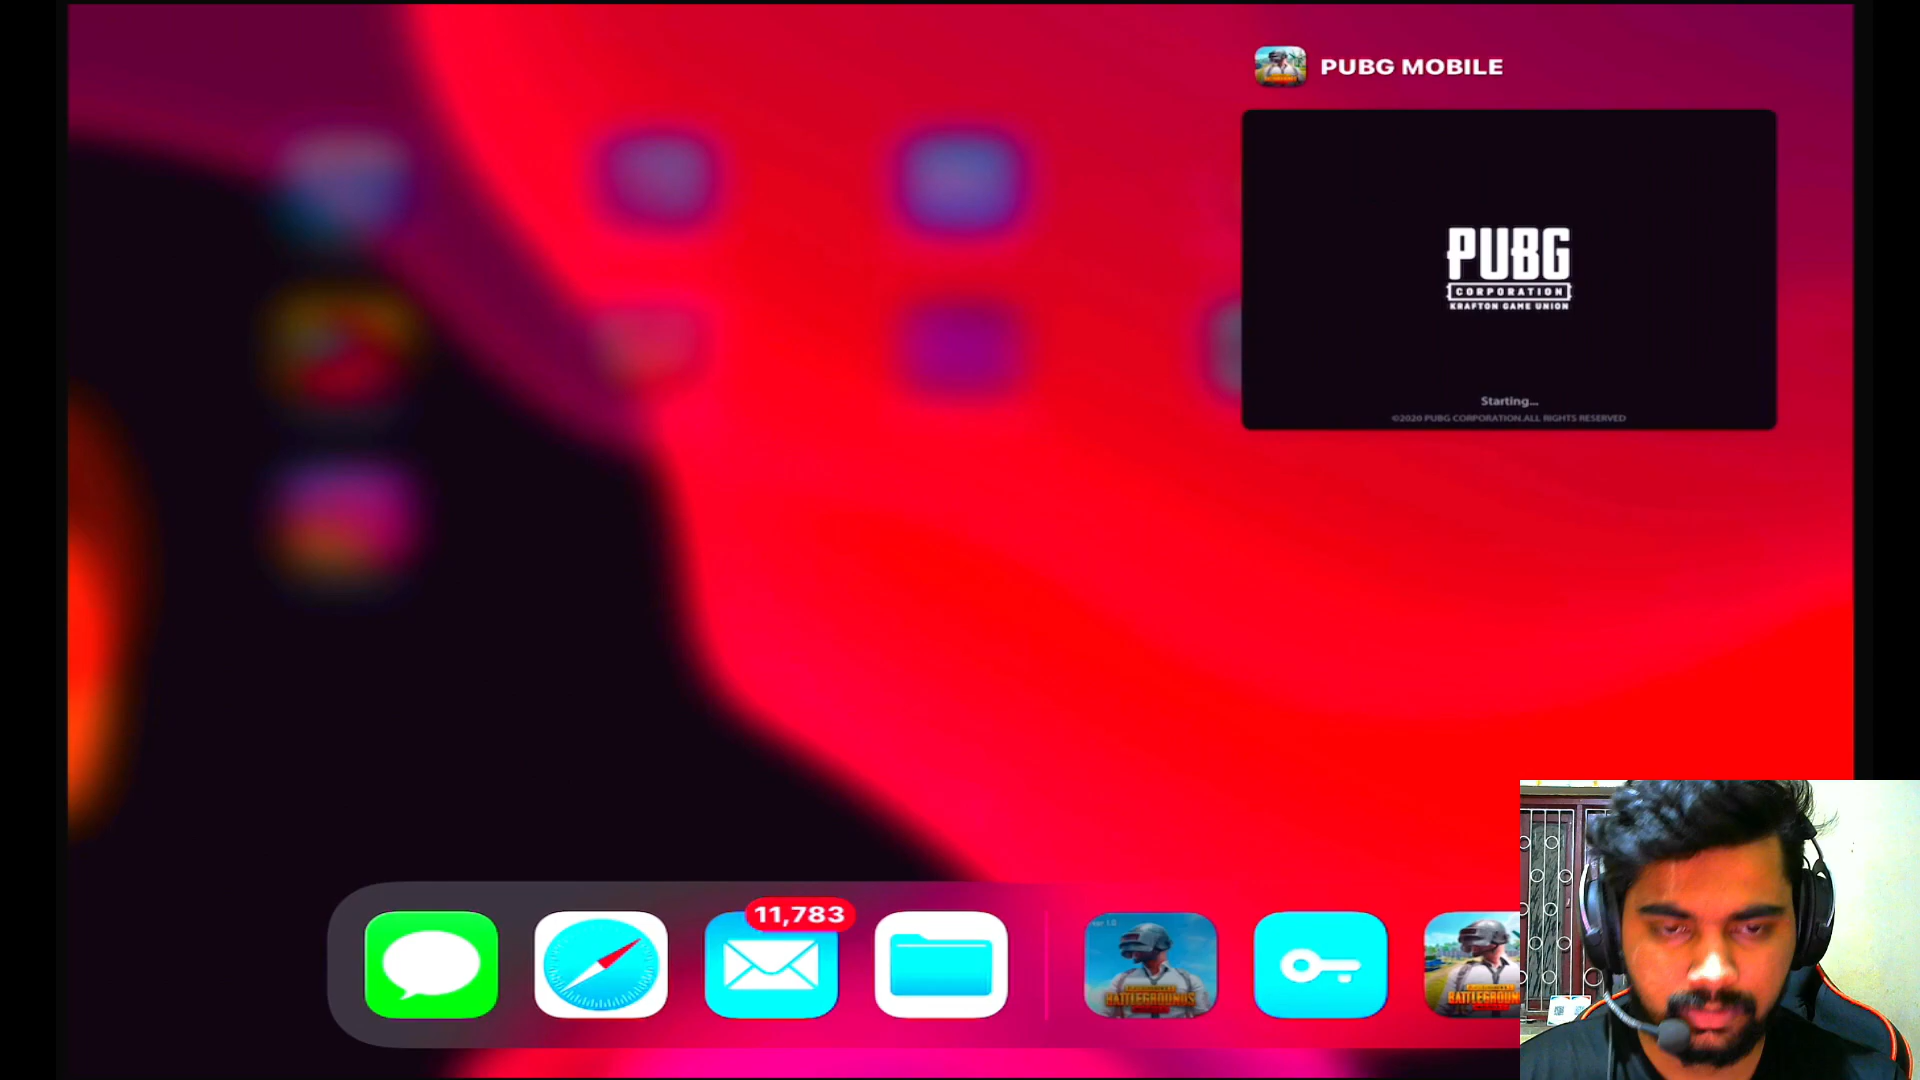 PUBG MOBILE
PUBG
CORPORATION
KRAFTON GAME UNION
Starting...
©2020 PUBG CORPORATION.ALL RIGHTS RESERVED
11,783
BATTLEGROUNDS
BATTLEGROUN